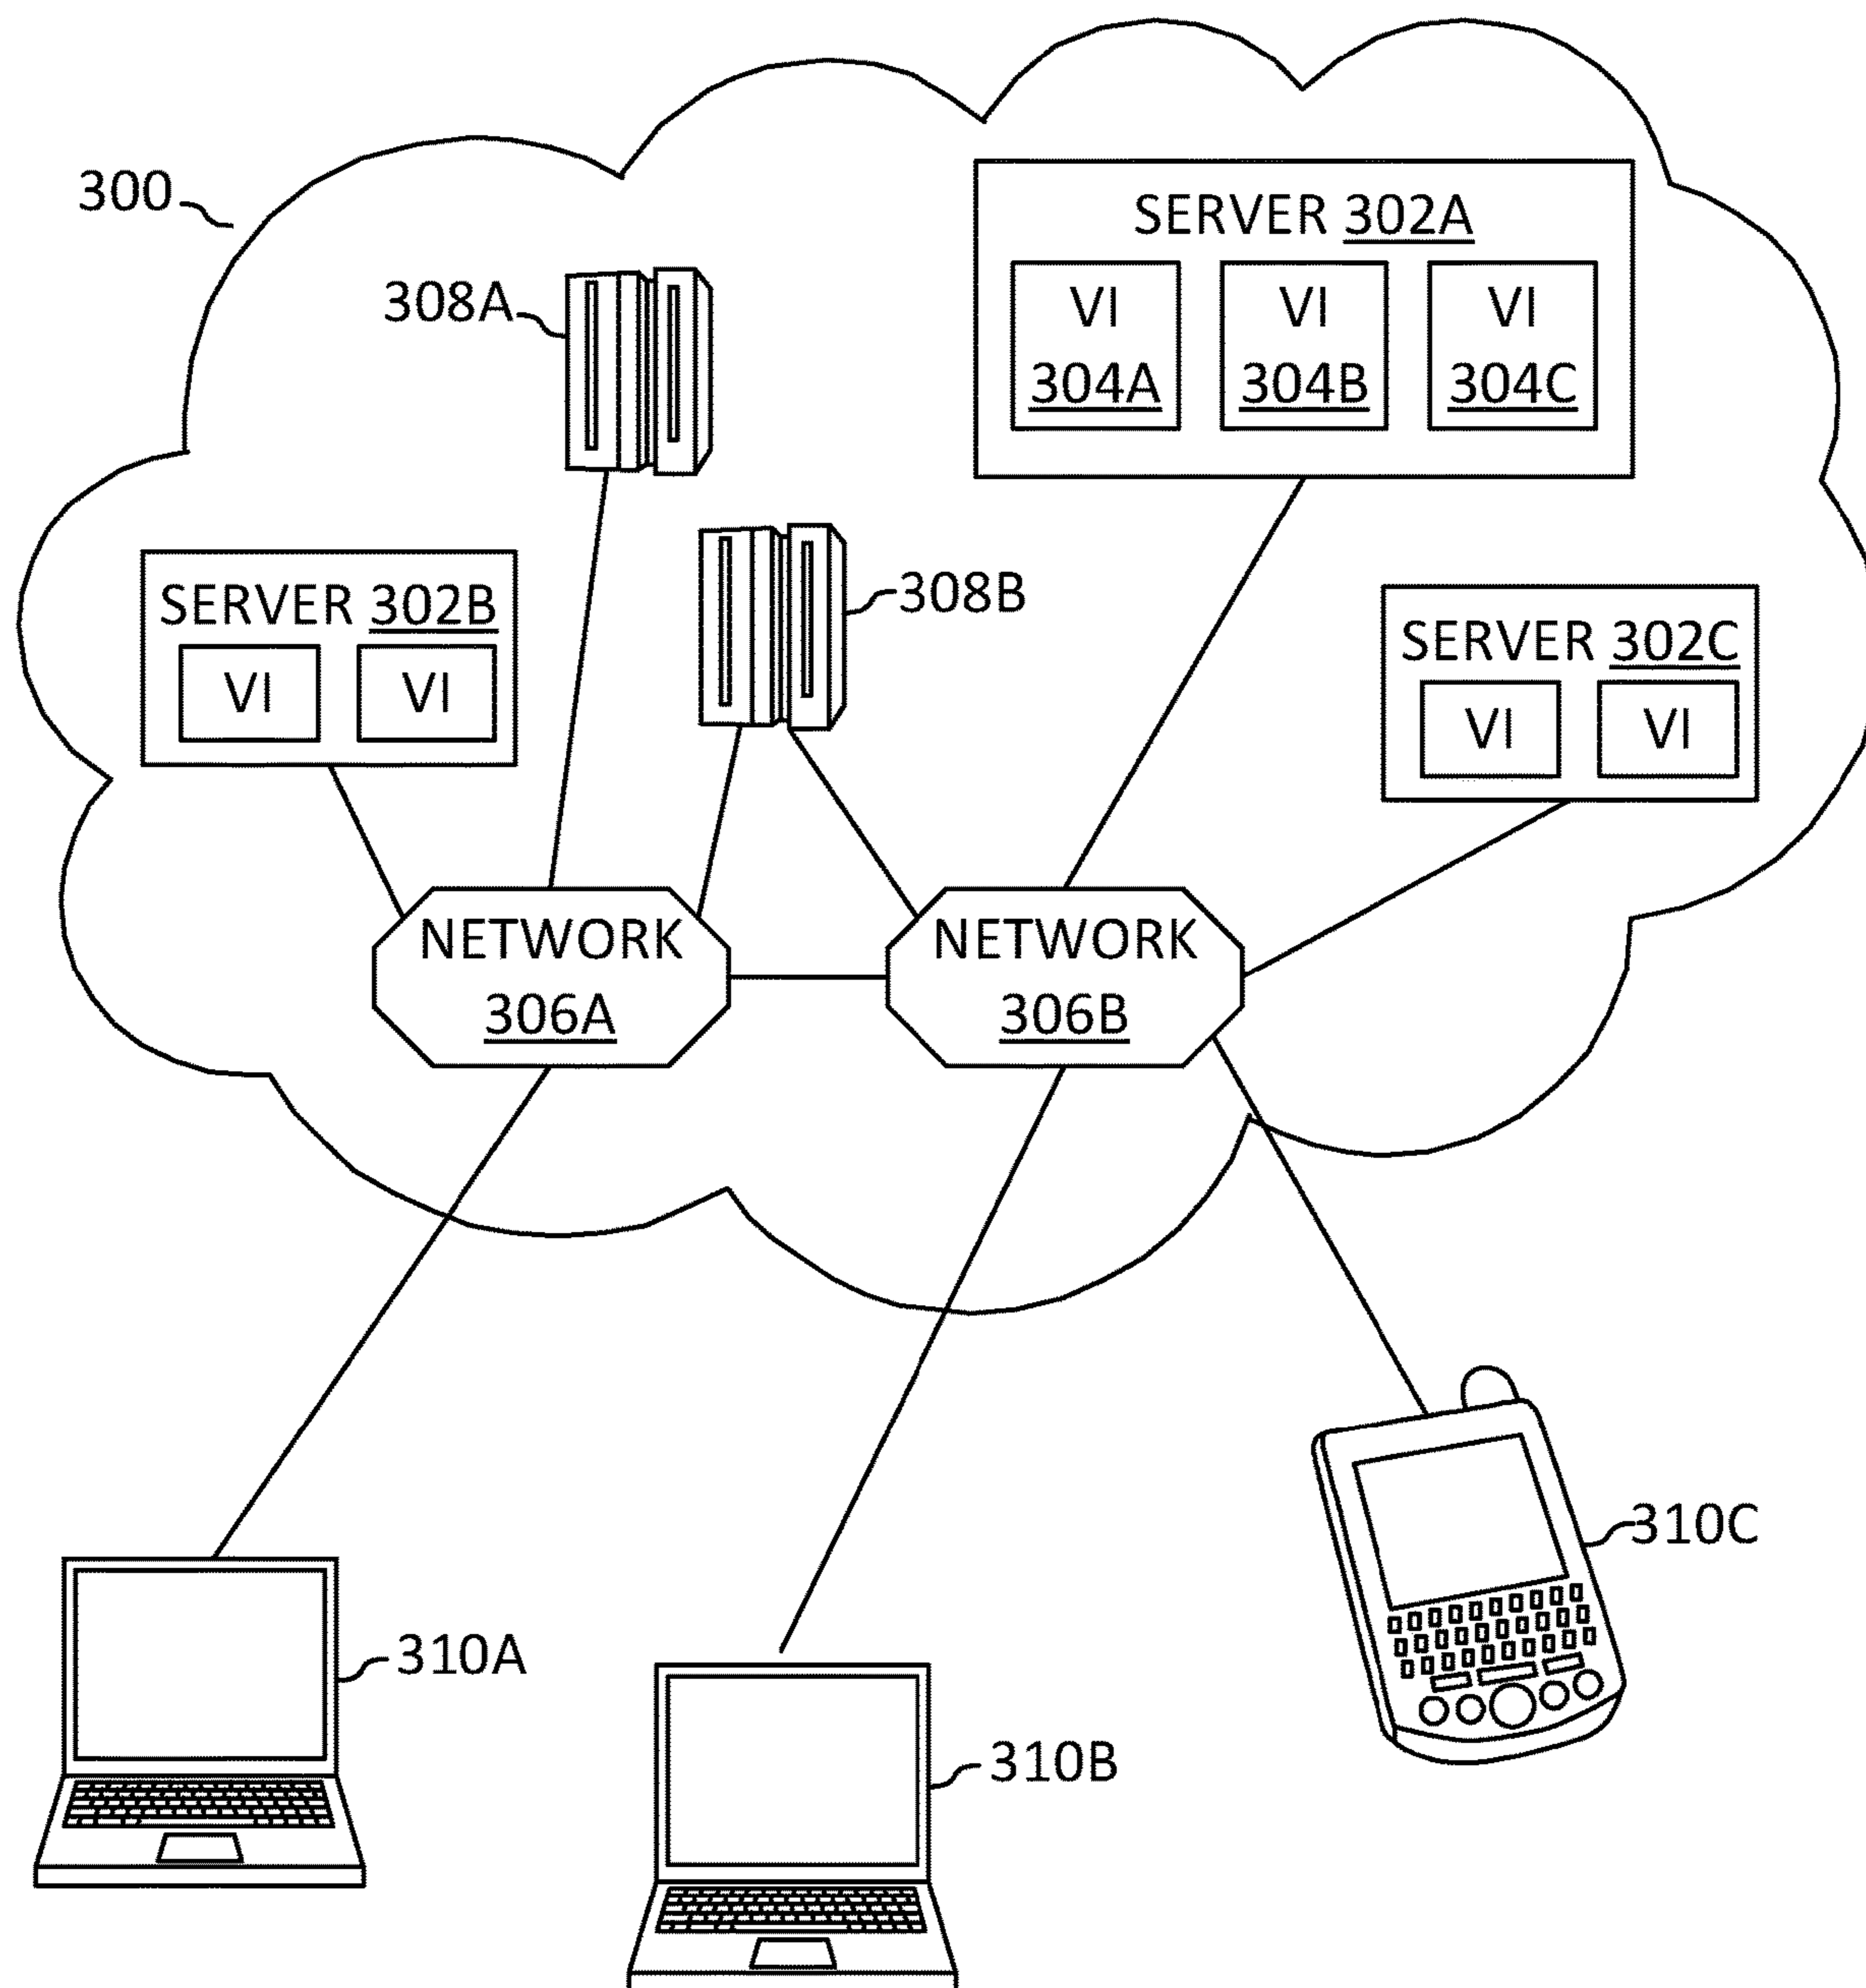 300
308A
SERVER 302A
VI
304A
VI
304B
VI
304C
SERVER 302B
VI
VI
308B
SERVER 302C
VI
VI
NETWORK
306A
NETWORK
306B
310C
310A
310B